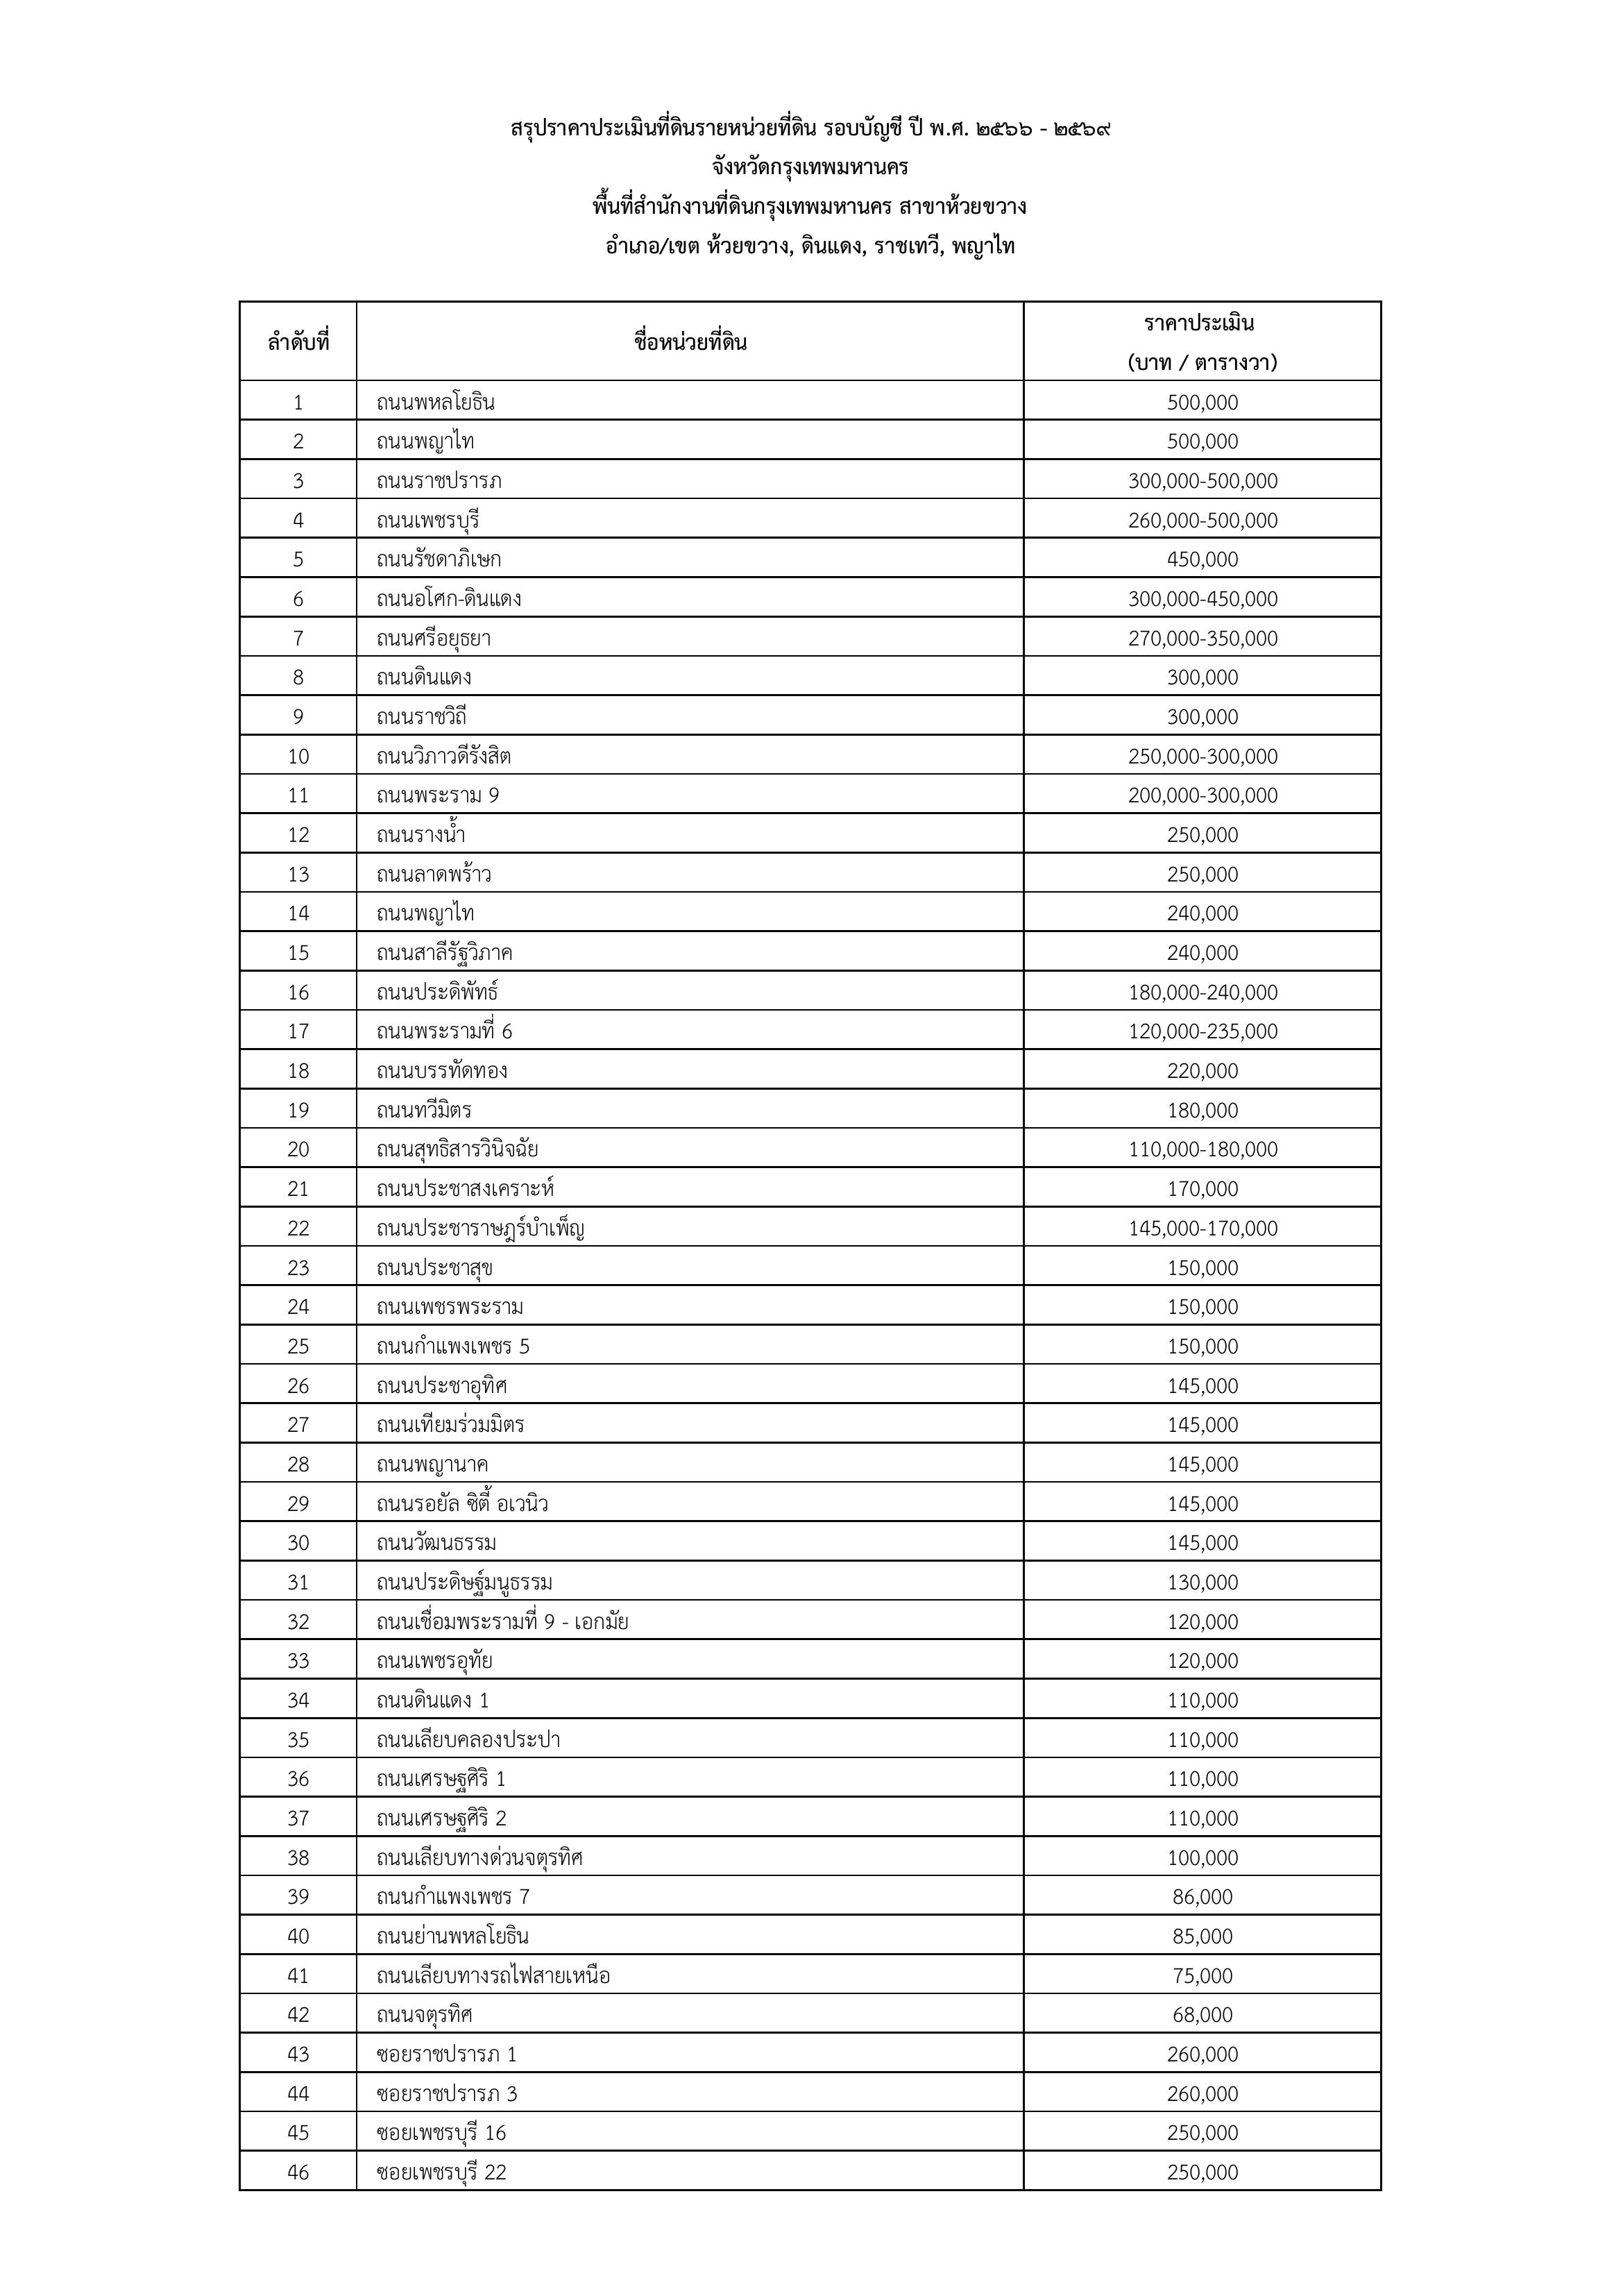 สรุปราคาประเมินที่ดินรายหน่วยที่ดิน รอบบัญชี ปี พ.ศ. ๒๕๖๖ - ๒๕๖๙
จังหวัดกรุงเทพมหานคร
พื้นที่สำนักงานที่ดินกรุงเทพมหานคร สาขาห้วยขวาง
อำเภอ/เขต ห้วยขวาง, ดินแดง, ราชเทวี, พญาไท
ลำดับที่ ชื่อหน่วยที่ดิน ราคาประเมิน
(บาท / ตารางวา)
1 ถนนพหลโยธิน 500,000
2 ถนนพญาไท 500,000
3 ถนนราชปรารภ 300,000-500,000
4 ถนนเพชรบุรี 260,000-500,000
5 ถนนรัชดาภิเษก 450,000
6 ถนนอโศก-ดินแดง 300,000-450,000
7 ถนนศรีอยุธยา 270,000-350,000
8 ถนนดินแดง 300,000
9 ถนนราชวิถี 300,000
10 ถนนวิภาวดีรังสิต 250,000-300,000
11 ถนนพระราม 9 200,000-300,000
12 ถนนรางน้ำ 250,000
13 ถนนลาดพร้าว 250,000
14 ถนนพญาไท 240,000
15 ถนนสาลีรัฐวิภาค 240,000
16 ถนนประดิพัทธ์ 180,000-240,000
17 ถนนพระรามที่ 6 120,000-235,000
18 ถนนบรรทัดทอง 220,000
19 ถนนทวีมิตร 180,000
20 ถนนสุทธิสารวินิจฉัย 110,000-180,000
21 ถนนประชาสงเคราะห์ 170,000
22 ถนนประชาราษฎร์บำเพ็ญ 145,000-170,000
23 ถนนประชาสุข 150,000
24 ถนนเพชรพระราม 150,000
25 ถนนกำแพงเพชร 5 150,000
26 ถนนประชาอุทิศ 145,000
27 ถนนเทียมร่วมมิตร 145,000
28 ถนนพญานาค 145,000
29 ถนนรอยัล ซิตี้ อเวนิว 145,000
30 ถนนวัฒนธรรม 145,000
31 ถนนประดิษฐ์มนูธรรม 130,000
32 ถนนเชื่อมพระรามที่ 9 - เอกมัย 120,000
33 ถนนเพชรอุทัย 120,000
34 ถนนดินแดง 1 110,000
35 ถนนเลียบคลองประปา 110,000
36 ถนนเศรษฐศิริ 1 110,000
37 ถนนเศรษฐศิริ 2 110,000
38 ถนนเลียบทางด่วนจตุรทิศ 100,000
39 ถนนกำแพงเพชร 7 86,000
40 ถนนย่านพหลโยธิน 85,000
41 ถนนเลียบทางรถไฟสายเหนือ 75,000
42 ถนนจตุรทิศ 68,000
43 ซอยราชปรารภ 1 260,000
44 ซอยราชปรารภ 3 260,000
45 ซอยเพชรบุรี 16 250,000
46 ซอยเพชรบุรี 22 250,000